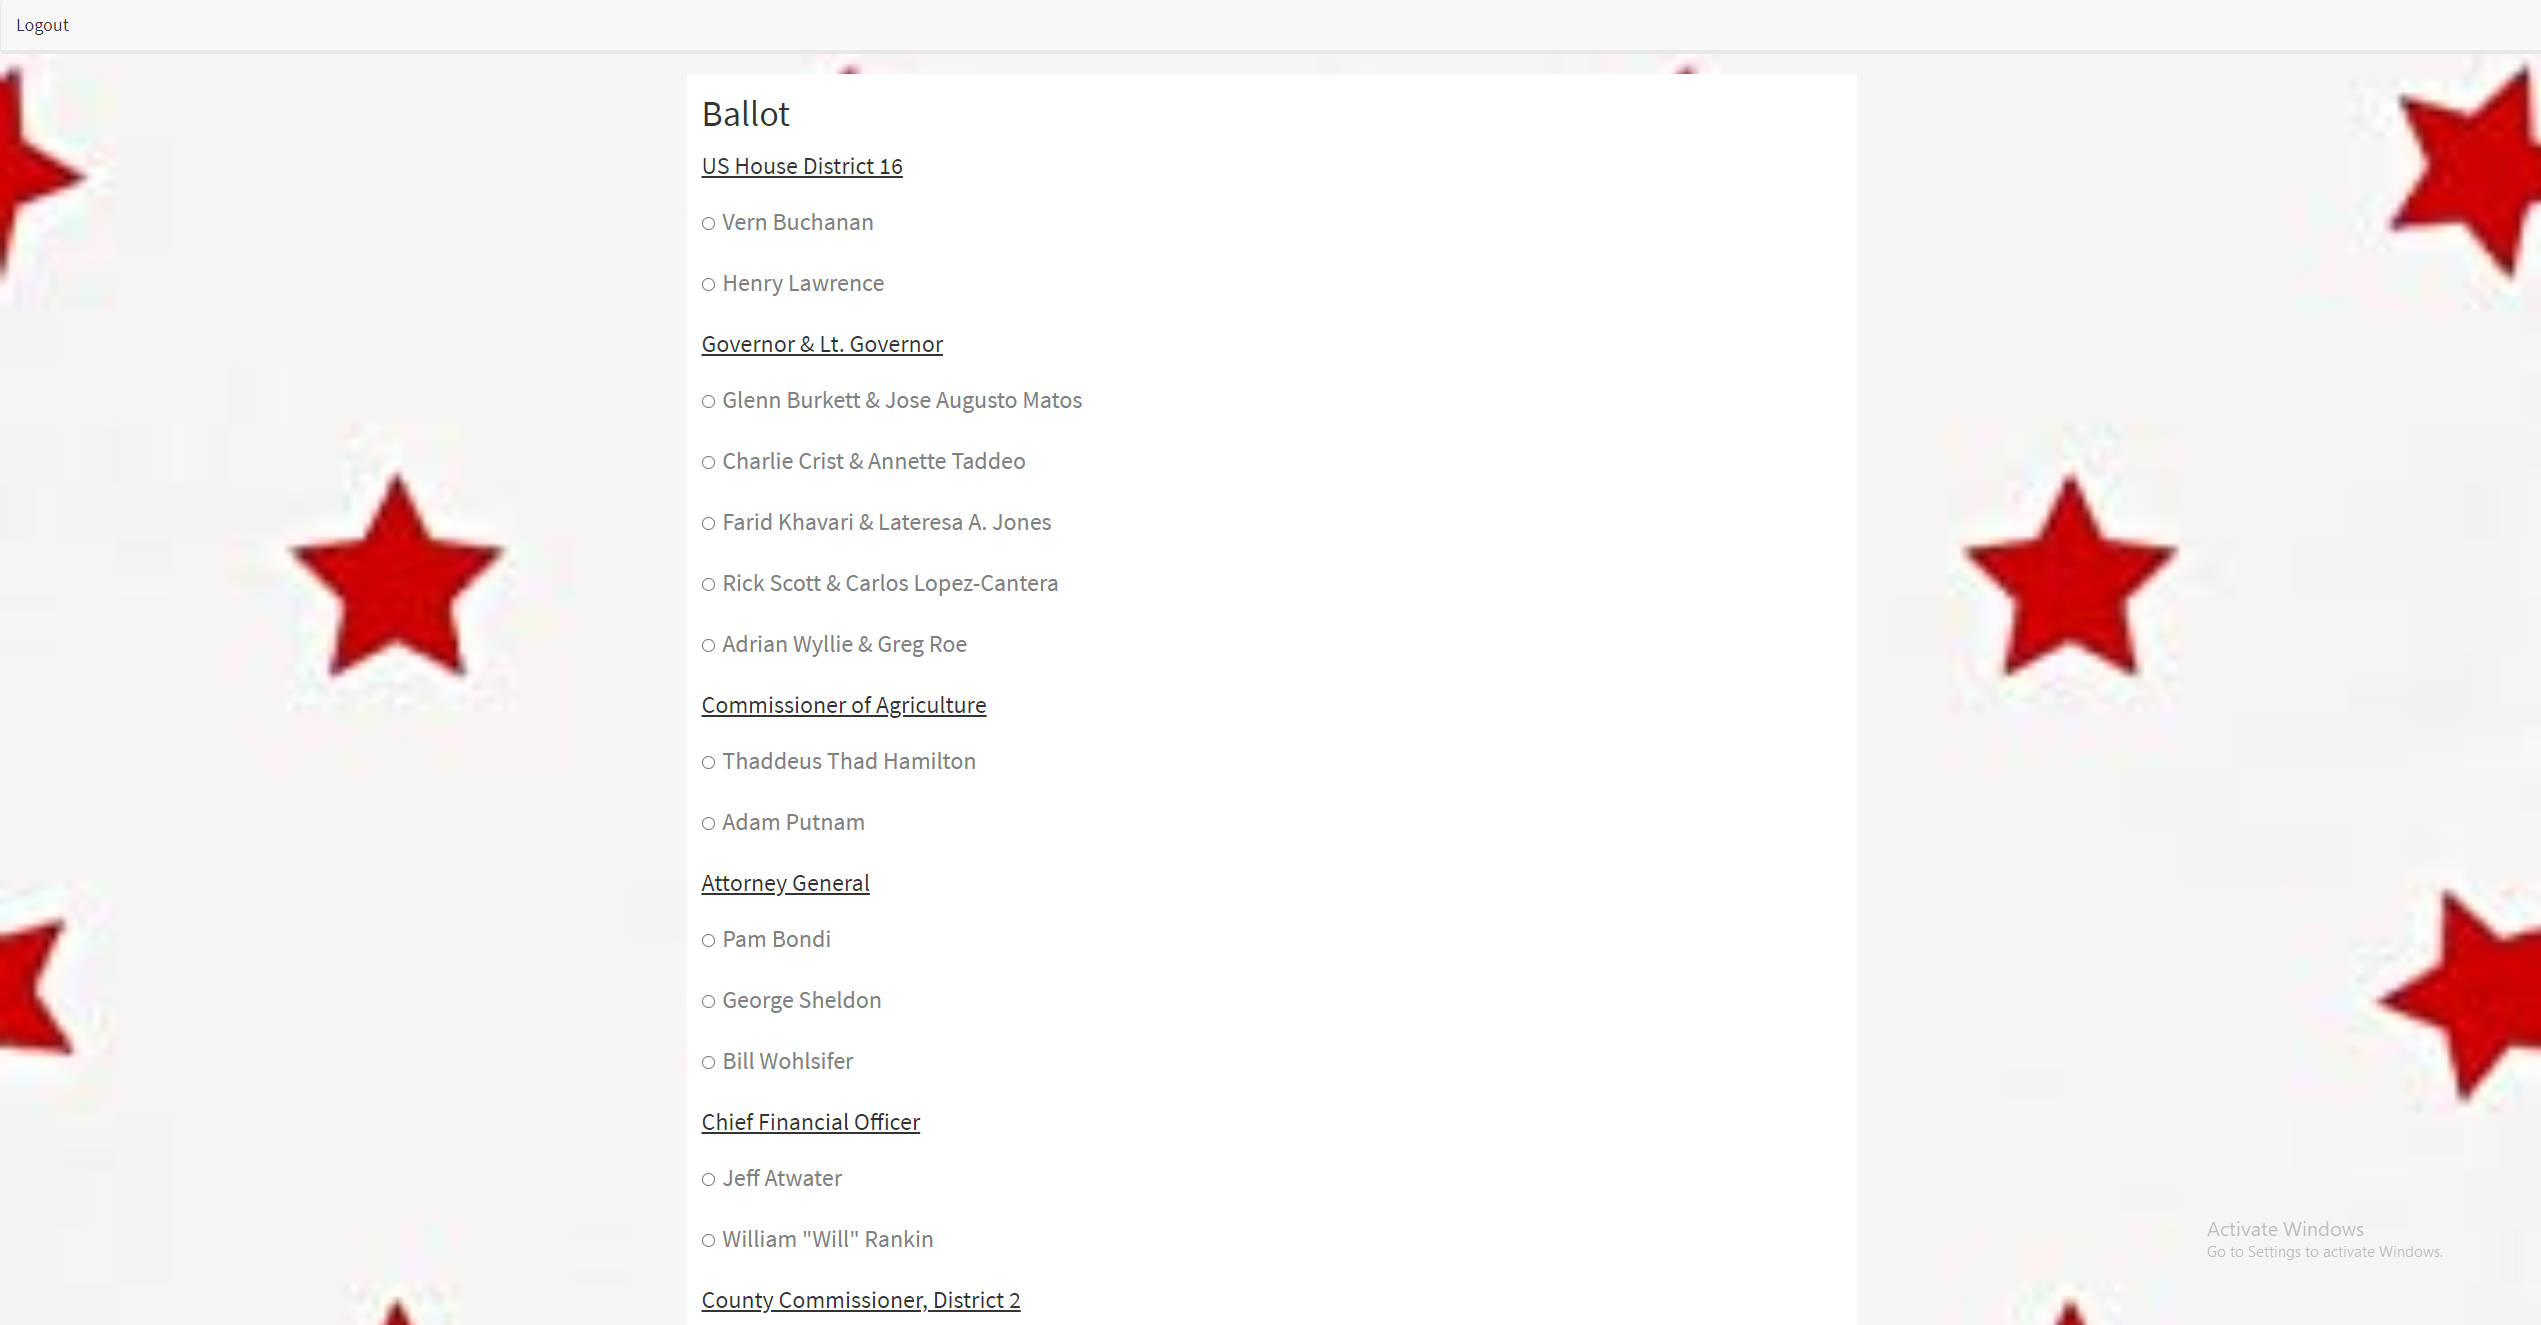 Logout
Ballot
US House District 16
Vern Buchanan
Henry Lawrence
Governor & Lt. Governor
Glenn Burkett & Jose Augusto Matos
Charlie Crist & Annette Taddeo
Farid Khavari & Lateresa A. Jones
Rick Scott & Carlos Lopez-Cantera
Adrian Wyllie & Greg Roe
Commissioner of Agriculture
Thaddeus Thad Hamilton
Adam Putnam
Attorney General
Pam Bondi
George Sheldon
Bill Wohlsifer
Chief Financial Officer
Jeff Atwater
William "Will" Rankin
County Commissioner, District 2
Activate Windows
Go to Settings to activate Windows.